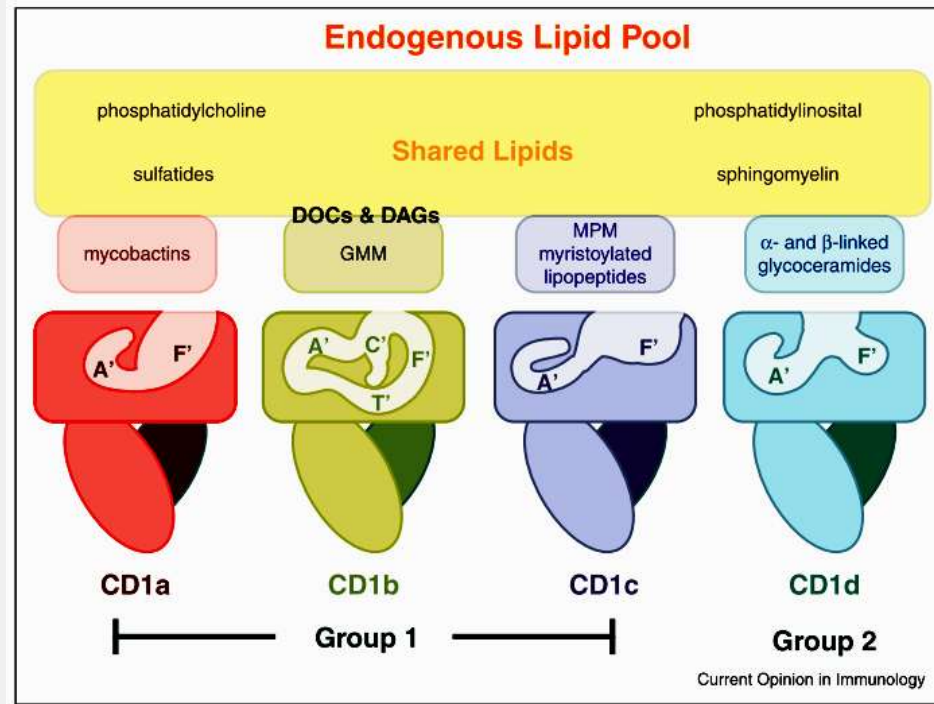 Endogenous Lipid Pool
phosphatidylcholine
phosphatidylinosital
Shared Lipids
sulfatides
sphingomyelin
DOCs & DAGs
mycobactins
GMM
MPM
myristoylated
lipopeptides
α- and β-linked
glycoceramides
A’ F’
A’ C’ F’
T’
A’ F’
A’ F’
CD1a CD1b CD1c CD1d
Group 1 Group 2
Current Opinion in Immunology